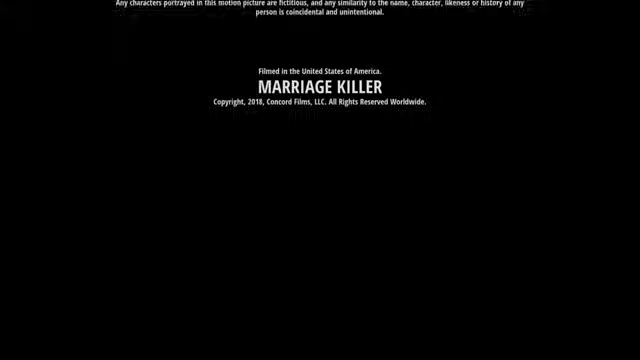 Any characters portrayed in this motion picture are fictitious, and any similarity to the name, character, likeness or history of any
person is coincidental and unintentional.
Filmed in the United States of America.
MARRIAGE KILLER
Copyright, 2018, Concord Films, LLC. All Rights Reserved Worldwide.